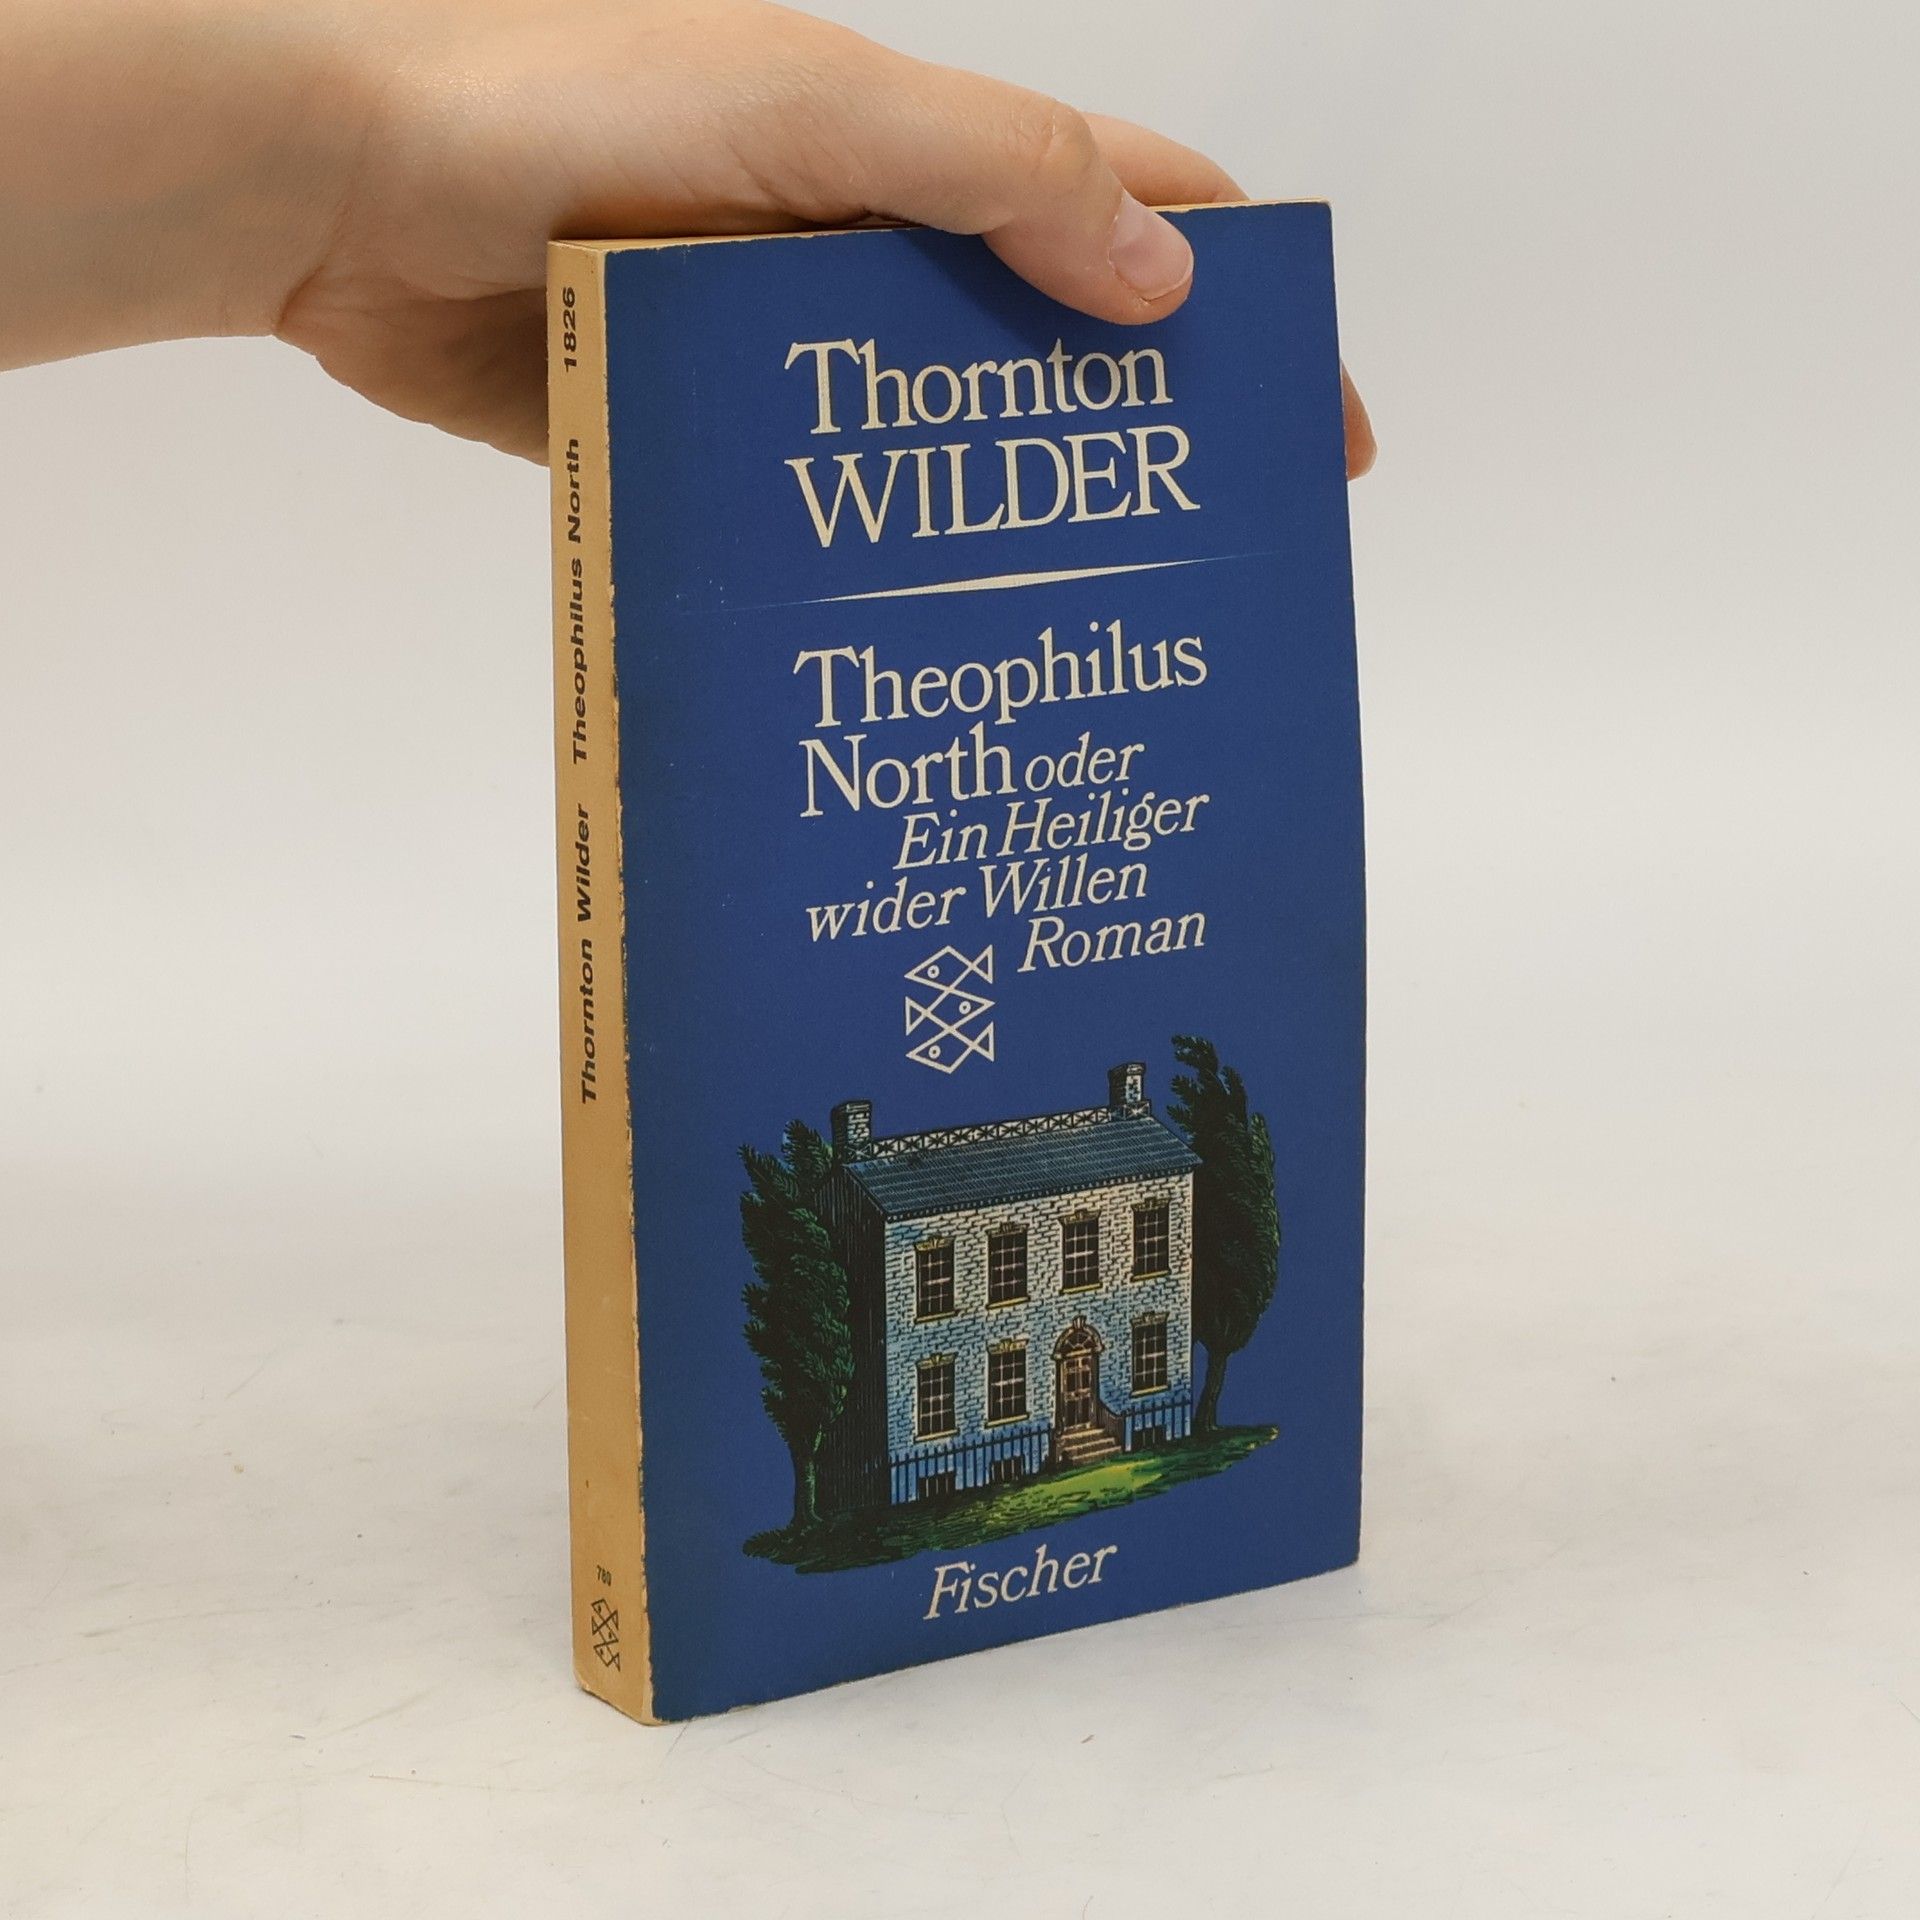 Thornton
WILDER
Theophilus
North oder
Ein Heiliger
wider Willen
Roman
Fischer
Thornton Wilder Theophilus North 1826
780